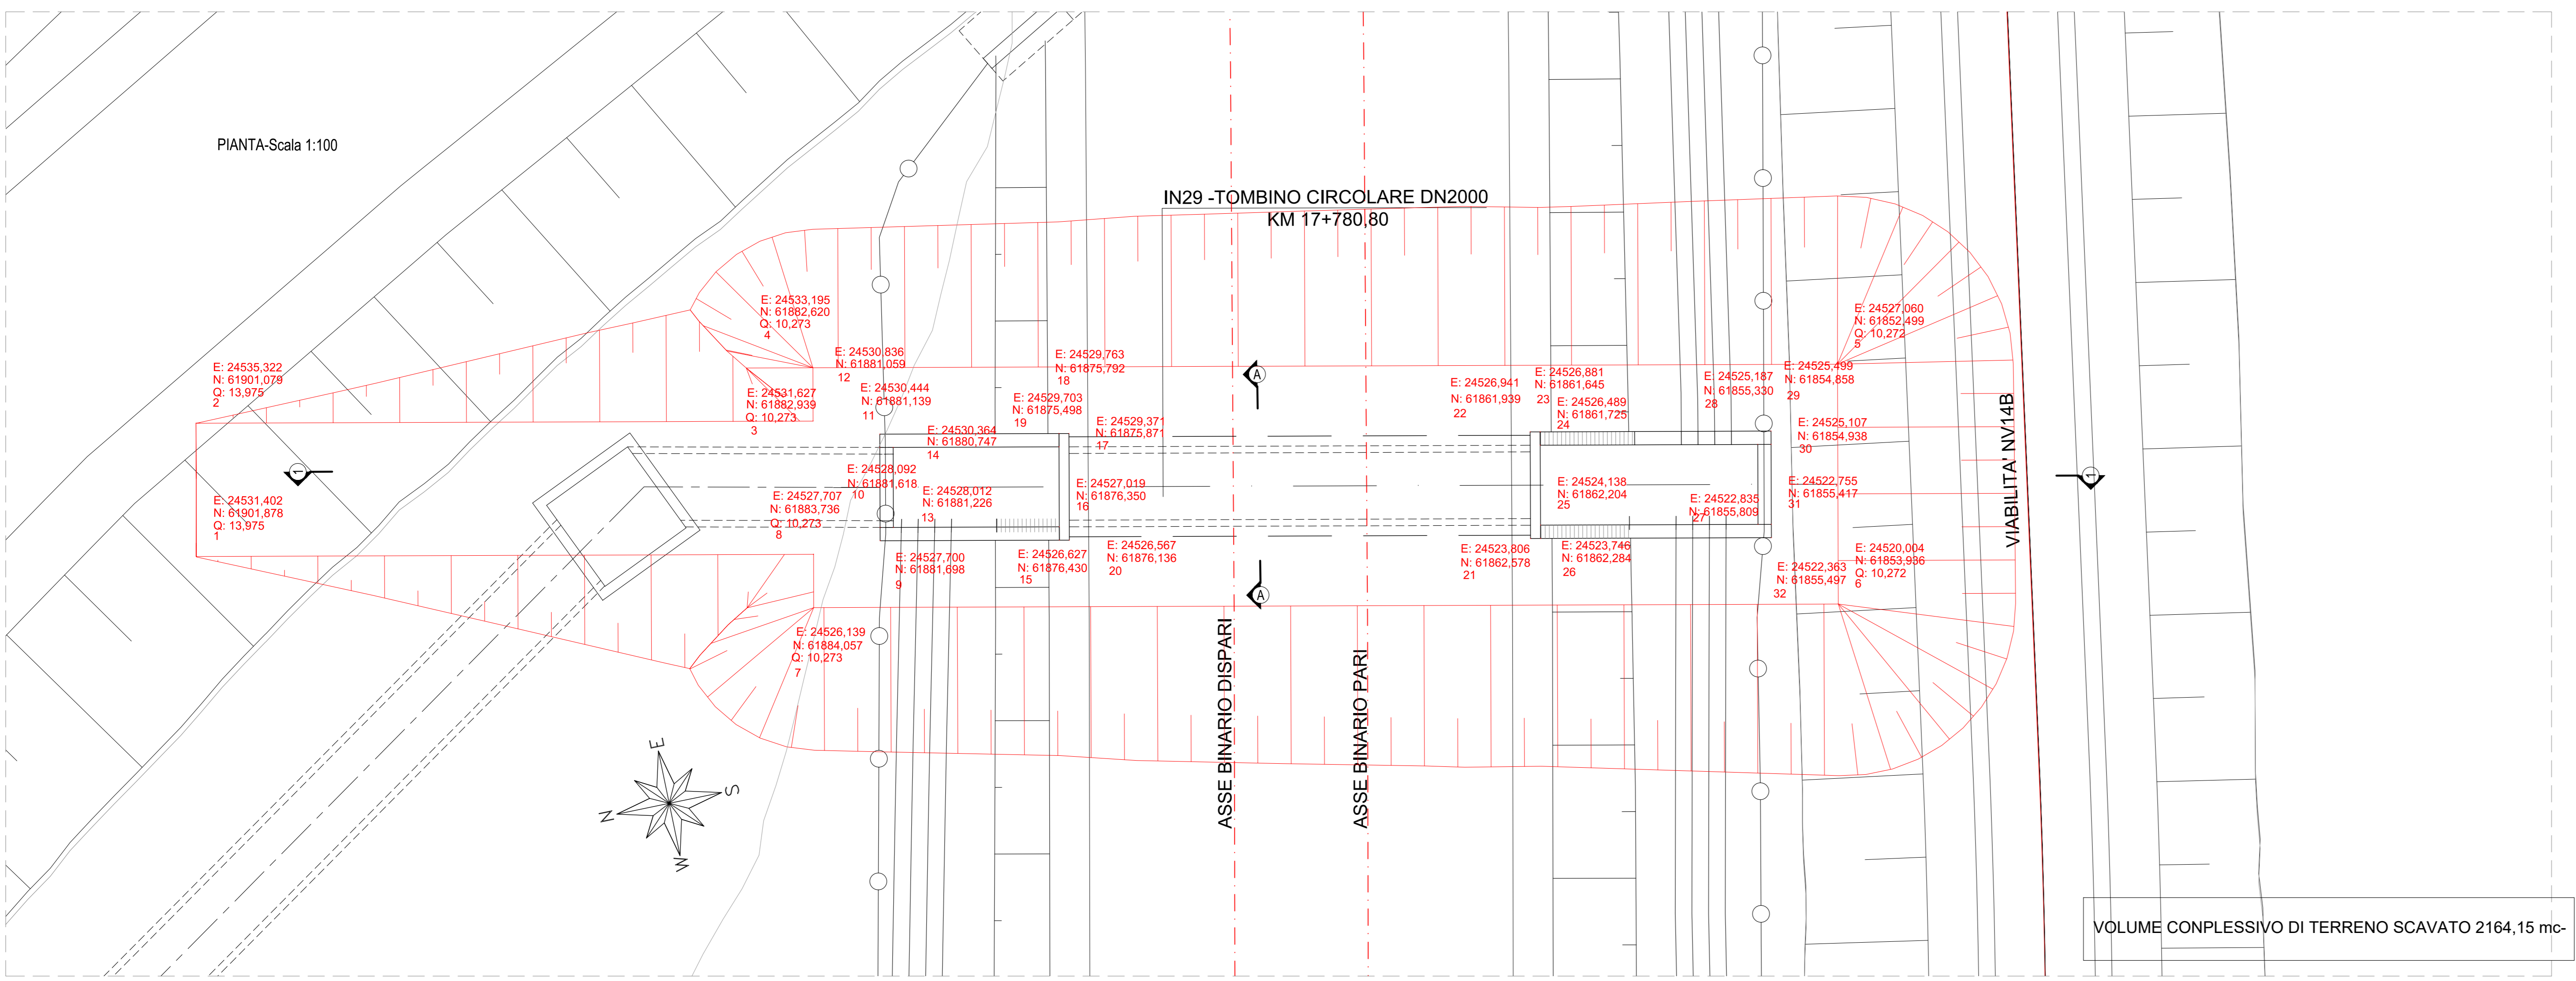 PIANTA-Scala 1:100
IN29 -TOMBINO CIRCOLARE DN2000
KM 17+780,80
E: 24535,322
N: 61901,079
Q: 13,975
2
E: 24531,402
N: 61901,878
Q: 13,975
1
1
E: 24533,195
N: 61882,620
Q: 10,273
4
E: 24531,627
N: 61882,939
Q: 10,273
3
E: 24530,836
N: 61881,059
12
E: 24530,444
N: 61881,139
11
E: 24530,364
N: 61880,747
14
E: 24528,092
N: 61881,618
10
E: 24527,707
N: 61883,736
Q: 10,273
8
E: 24528,012
N: 61881,226
13
E: 24527,700
N: 61881,698
9
E: 24526,139
N: 61884,057
Q: 10,273
7
E: 24529,763
N: 61875,792
18
E: 24529,703
N: 61875,498
19
E: 24529,371
N: 61875,871
17
E: 24527,019
N: 61876,350
16
E: 24526,627
N: 61876,430
15
E: 24526,567
N: 61876,136
20
A
A
ASSE BINARIO DISPARI
ASSE BINARIO PARI
E: 24526,941
N: 61861,939
22
E: 24526,881
N: 61861,645
23
E: 24526,489
N: 61861,725
24
E: 24524,138
N: 61862,204
25
E: 24523,806
N: 61862,578
21
E: 24523,746
N: 61862,284
26
E: 24525,187
N: 61855,330
28
E: 24525,499
N: 61854,858
29
E: 24525,107
N: 61854,938
30
E: 24522,835
N: 61855,809
27
E: 24522,755
N: 61855,417
31
E: 24522,363
N: 61855,497
32
E: 24527,060
N: 61852,499
Q: 10,272
5
E: 24520,004
N: 61853,936
Q: 10,272
6
VIABILITA' NV14B
1
E
S
N
W
VOLUME CONPLESSIVO DI TERRENO SCAVATO 2164,15 mc-